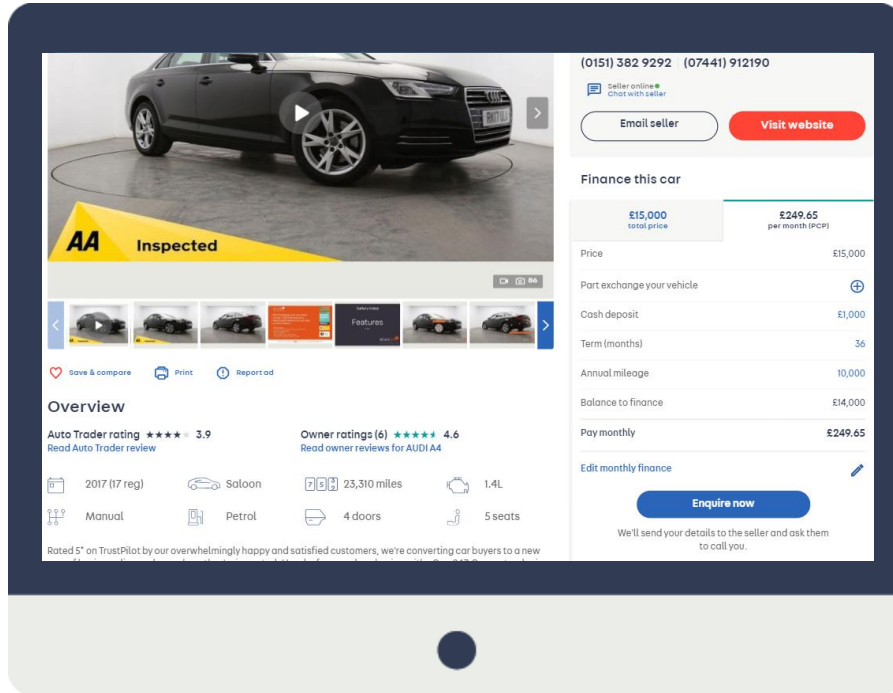 AA Inspected
86
Features
Save & compare Print Report ad
Overview
Auto Trader rating 3.9
Read Auto Trader review
Owner ratings (6) 4.6
Read owner reviews for AUDI A4
2017 (17 reg) Saloon 23,310 miles 1.4L
Manual Petrol 4 doors 5 seats
Rated 5* on TrustPilot by our overwhelmingly happy and satisfied customers, we're converting car buyers to a new
(0151) 382 9292 (07441) 912190
Seller online
Chat with seller
Email seller Visit website
Finance this car
£15,000 £249.65
total price per month (PCP)
Price £15,000
Part exchange your vehicle
Cash deposit £1,000
Term (months) 36
Annual mileage 10,000
Balance to finance £14,000
Pay monthly £249.65
Edit monthly finance
Enquire now
We'll send your details to the seller and ask them
to call you.